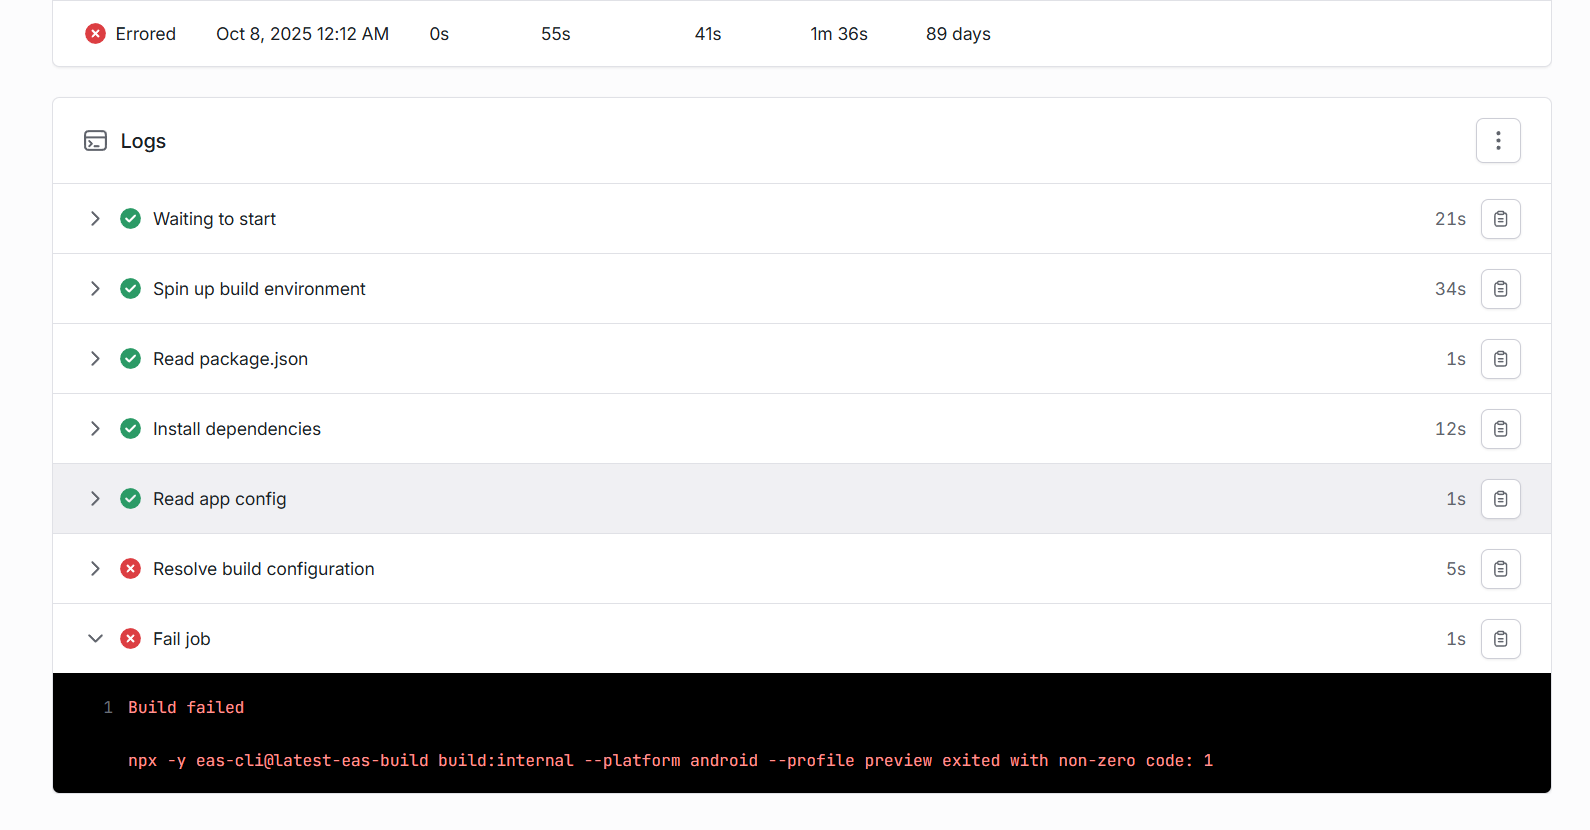 Errored Oct 8, 2025 12:12 AM 0s 55s 41s 1m 36s 89 days
Logs
Waiting to start 21s
Spin up build environment 34s
Read package.json 1s
Install dependencies 12s
Read app config 1s
Resolve build configuration 5s
Fail job 1s
1 Build failed
npx -y eas-cli@latest-eas-build build:internal --platform android --profile preview exited with non-zero code: 1